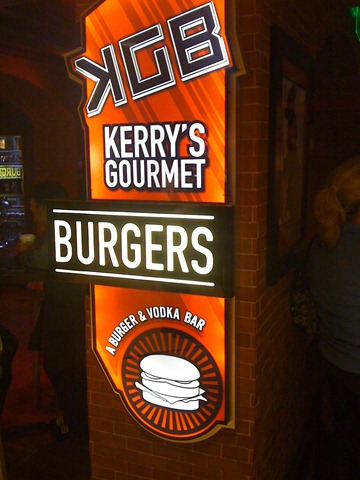 KGB
KERRY'S
GOURMET
BURGERS
A BURGER & VODKA BAR